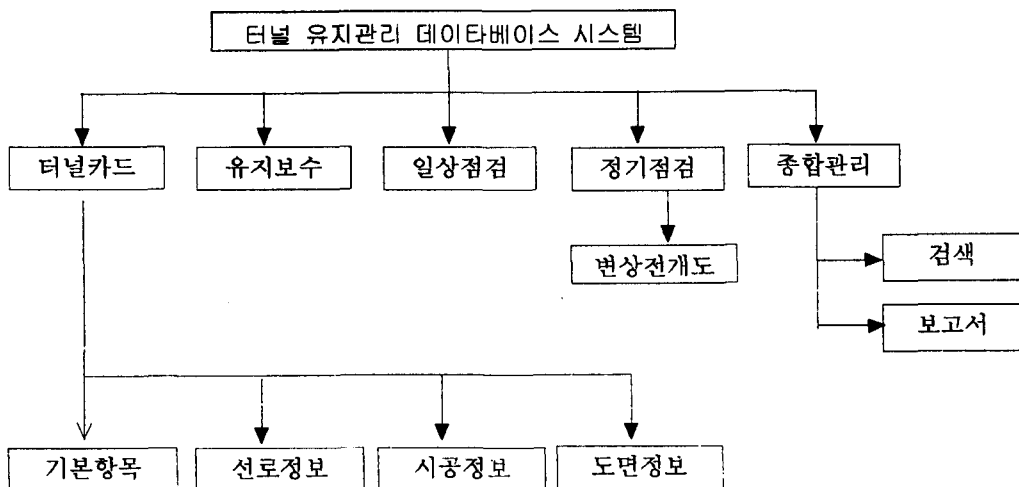 터널 유지관리 데이타베이스 시스템
터널카드
유지보수
일상점검
정기점검
종합관리
변상전개도
검색
보고서
기본항목
선로정보
시공정보
도면정보